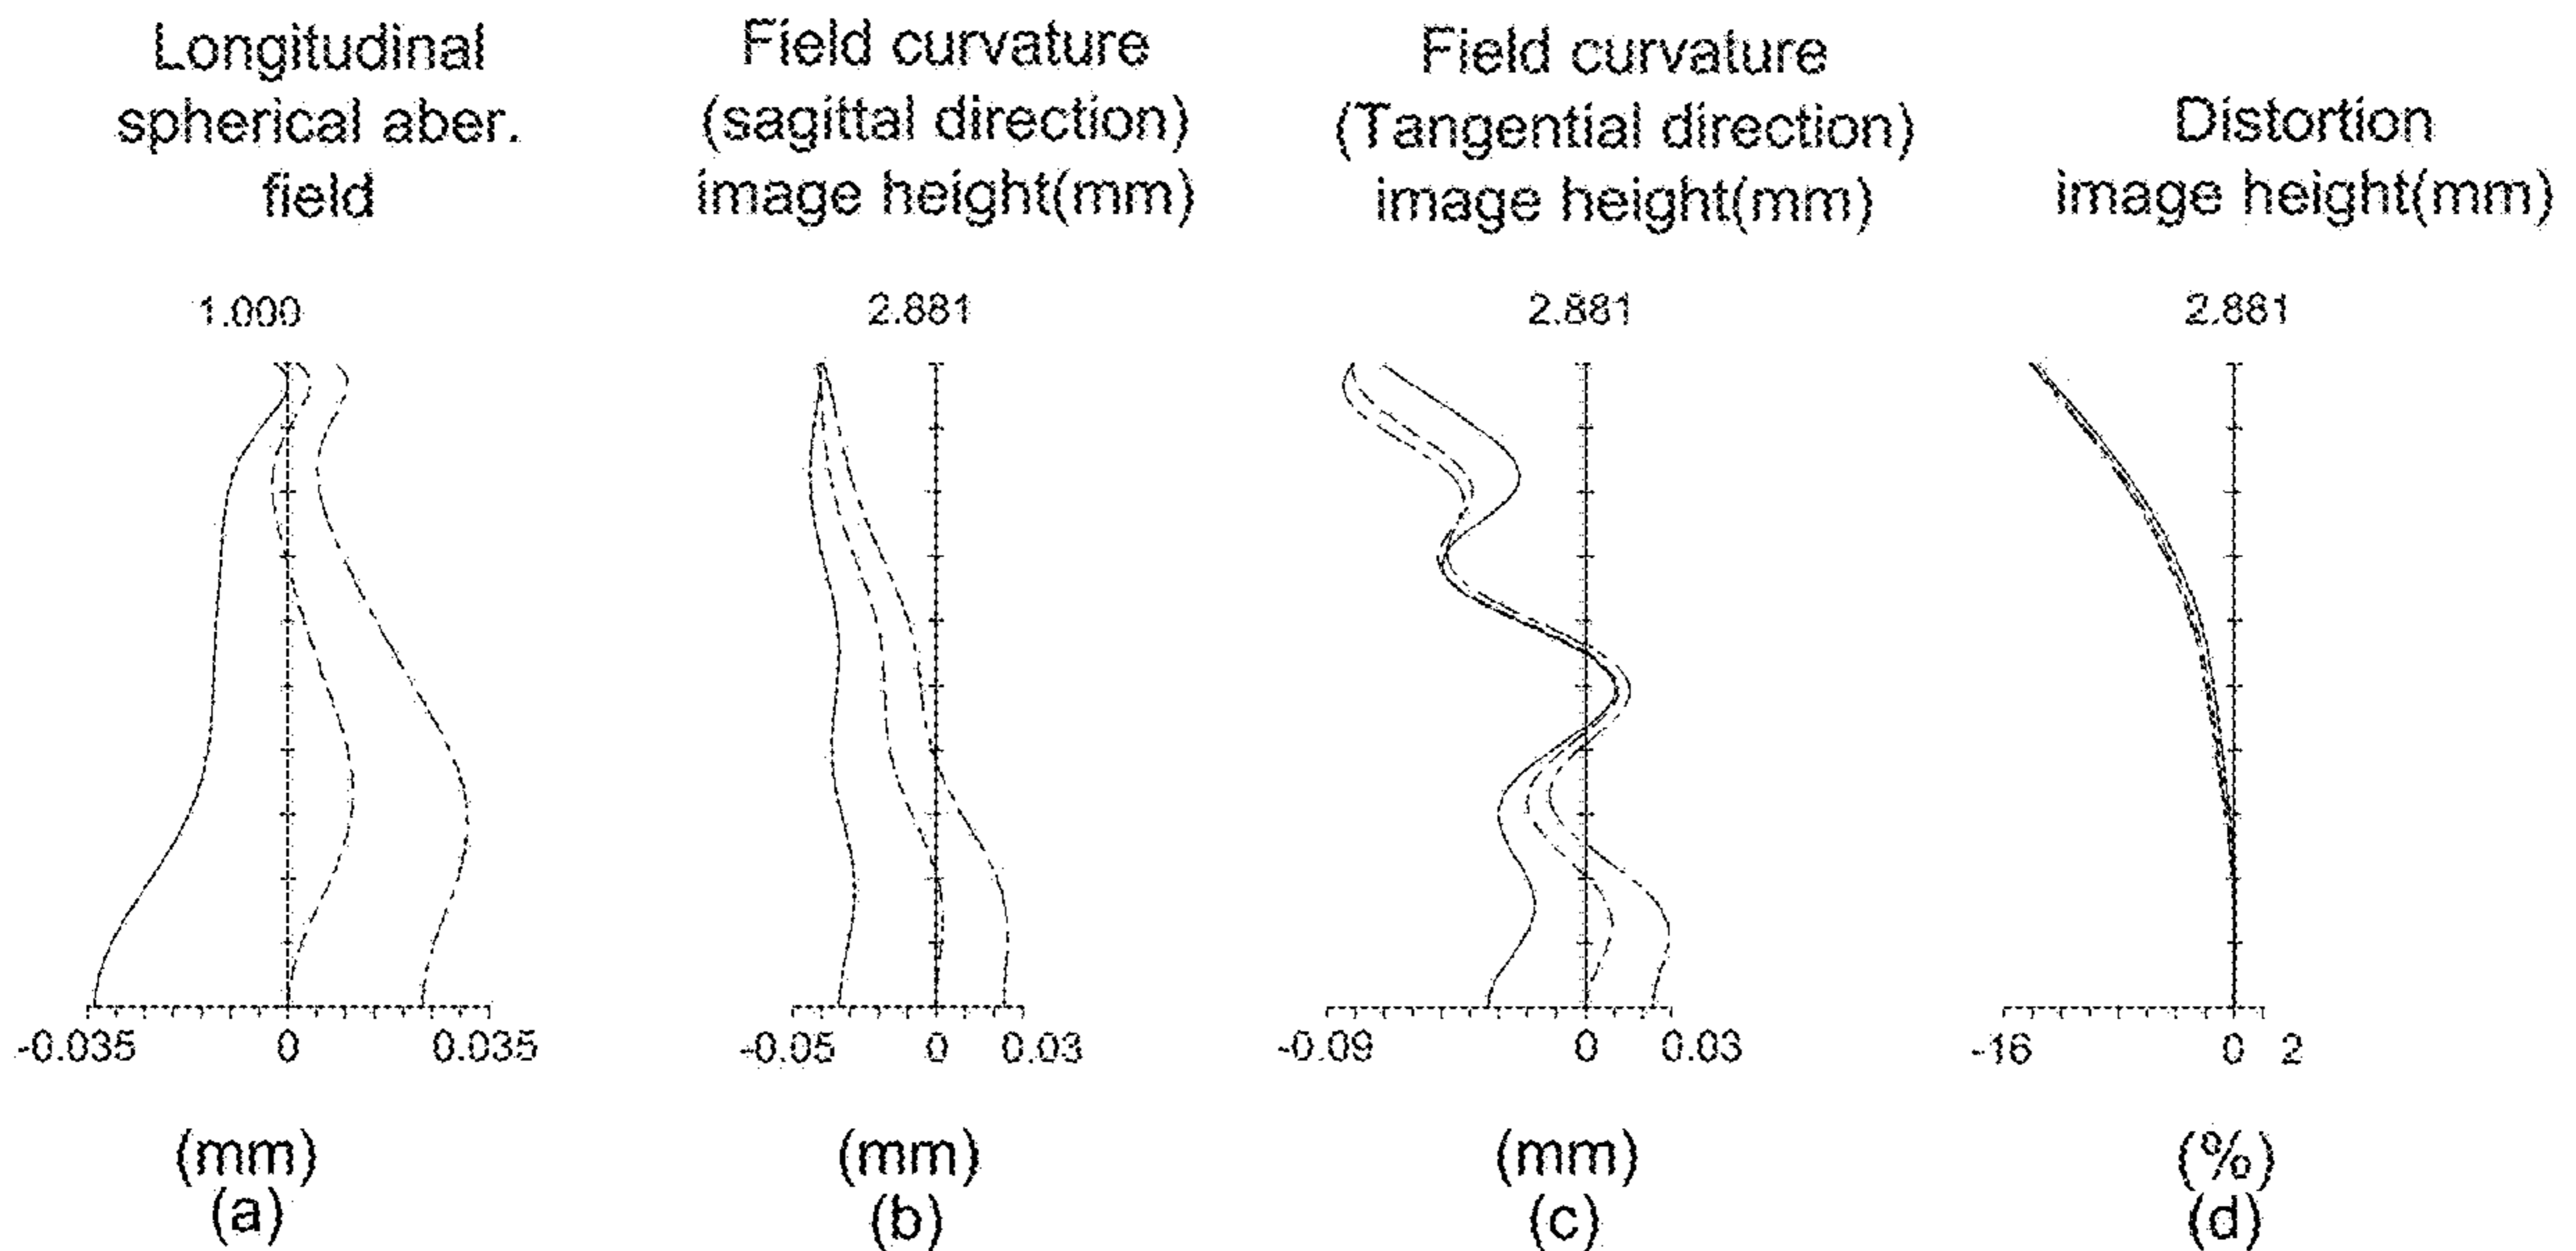 Longitudinal
spherical aber.
field
1.000
-0.035 0 0.035
(mm)
(a)
Field curvature
(sagittal direction)
image height(mm)
2.881
-0.05 0 0.03
(mm)
(b)
Field curvature
(Tangential direction)
image height(mm)
2.881
-0.09 0 0.03
(mm)
(c)
Distortion
image height(mm)
2.881
-16 0 2
(%)
(d)